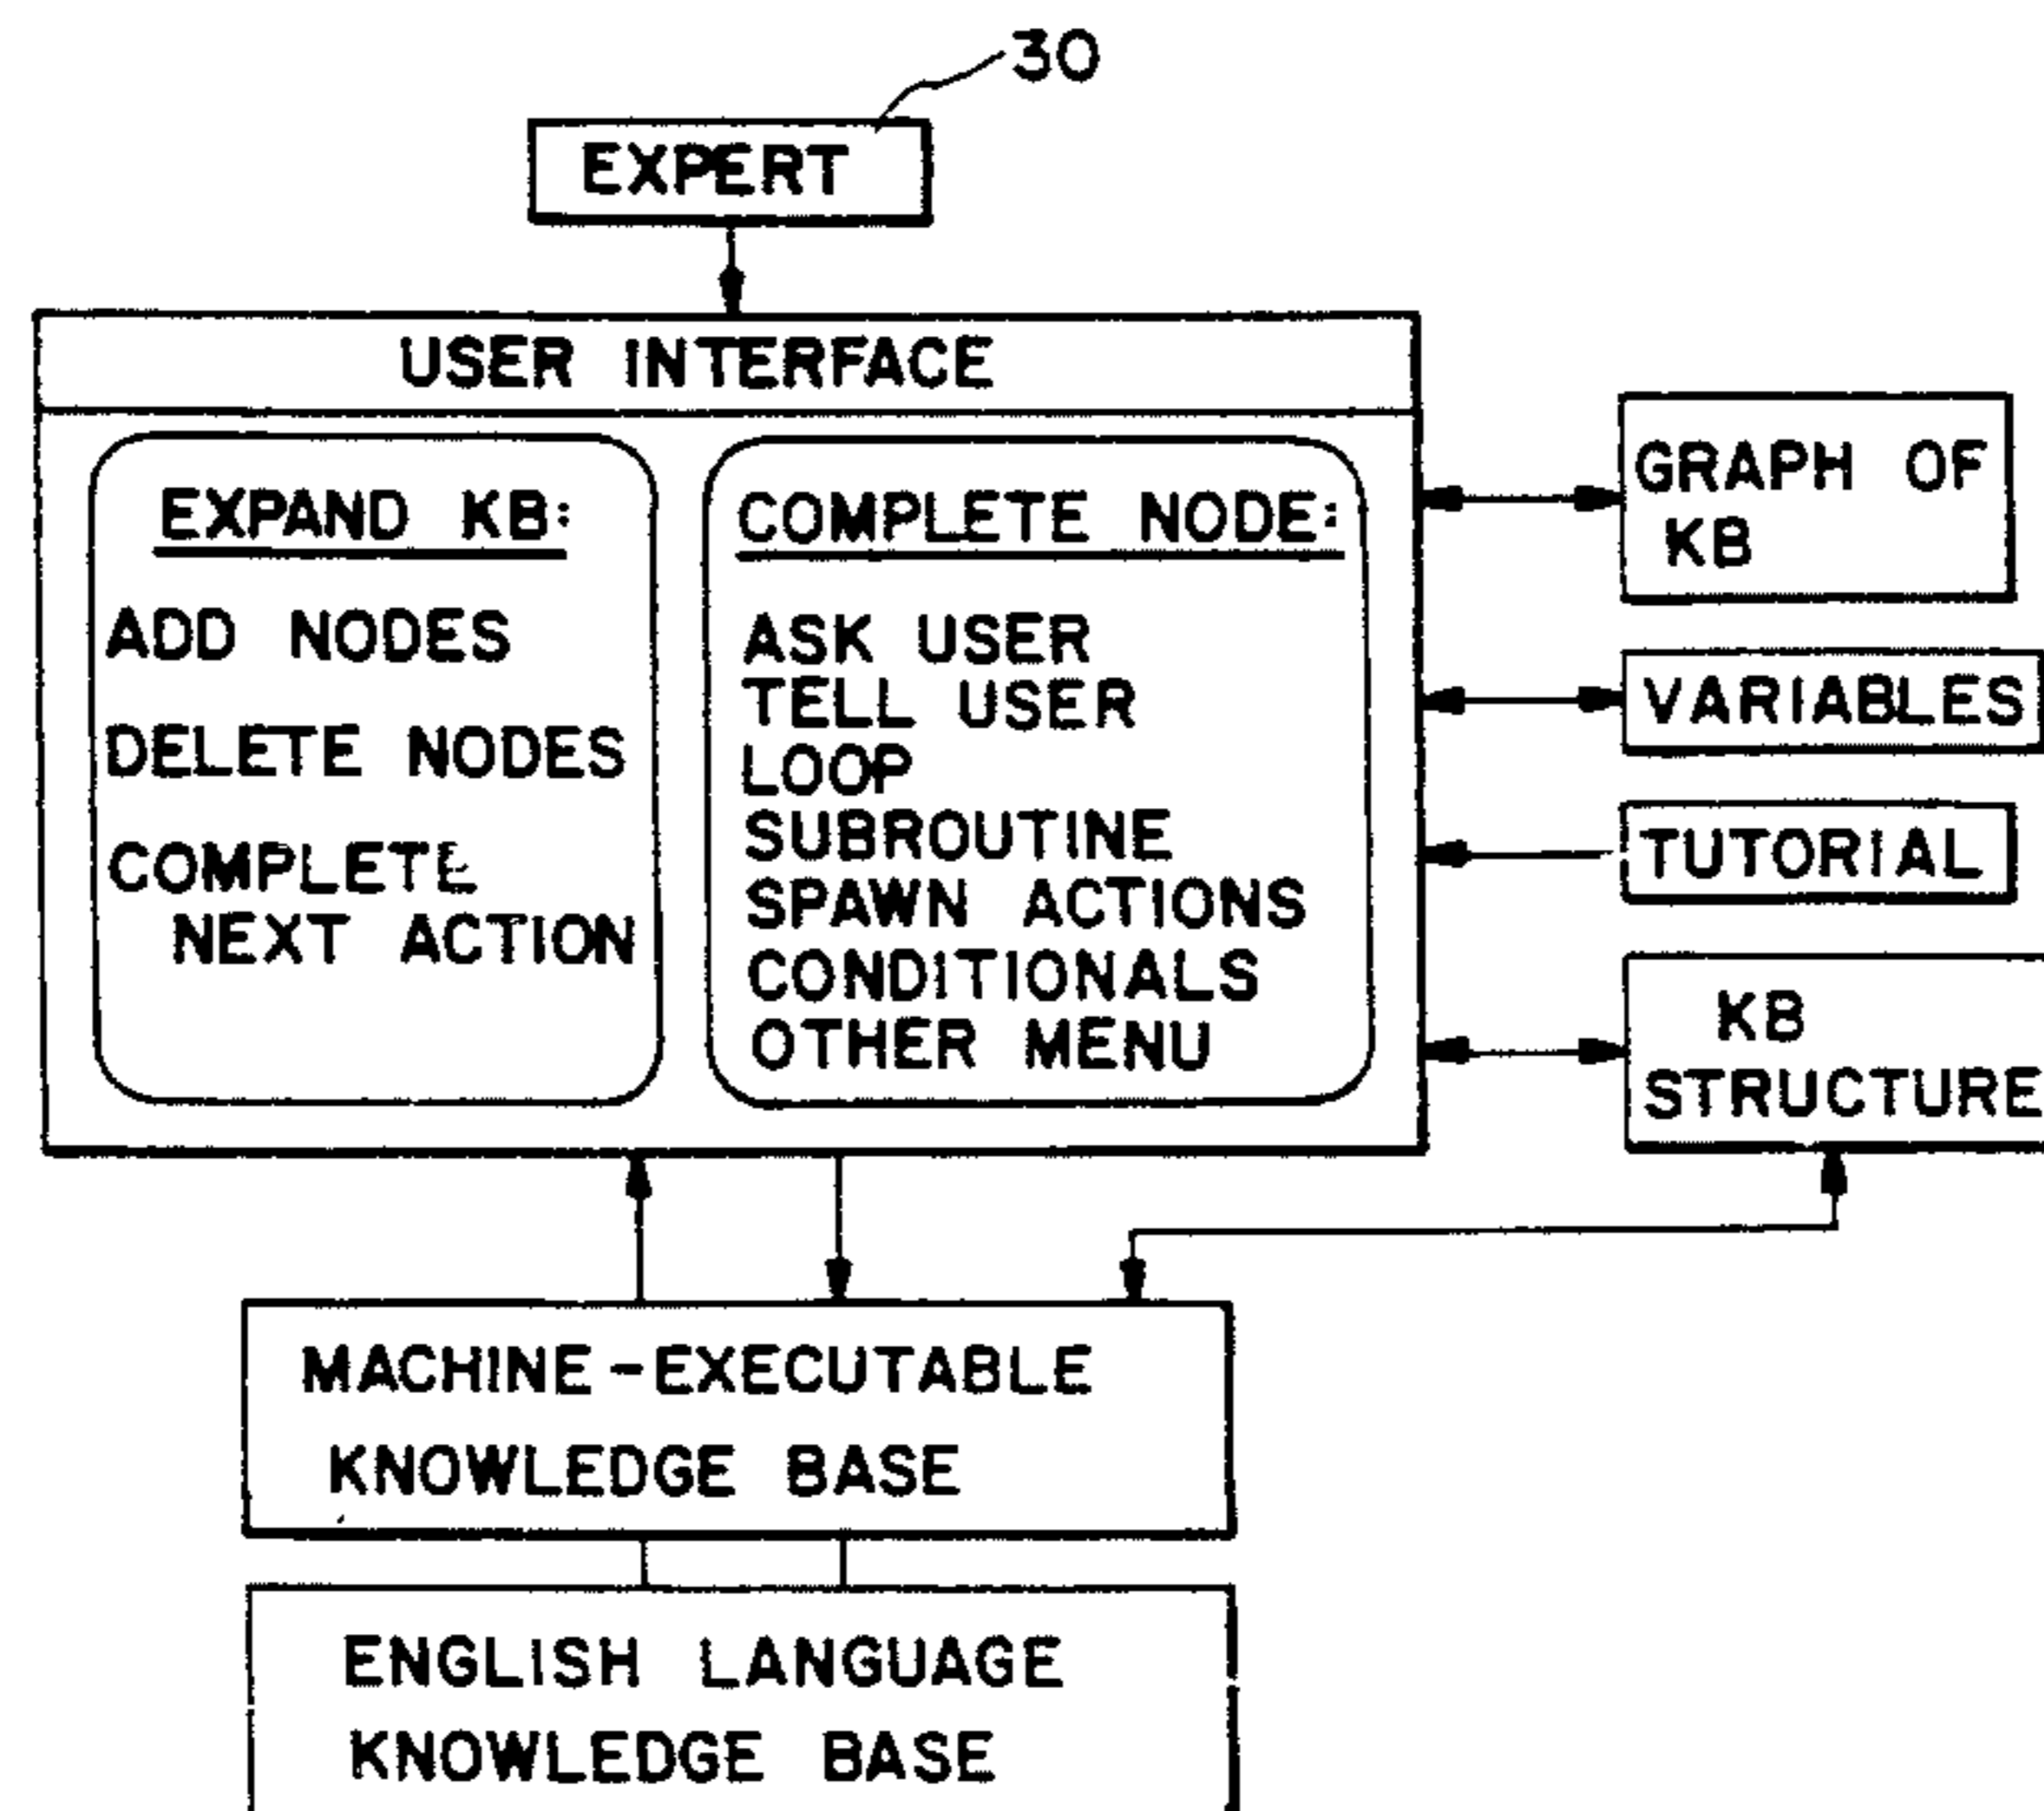 30
EXPERT
USER INTERFACE
EXPAND KB:
ADD NODES
DELETE NODES
COMPLETE
NEXT ACTION
COMPLETE NODE:
ASK USER
TELL USER
LOOP
SUBROUTINE
SPAWN ACTIONS
CONDITIONALS
OTHER MENU
GRAPH OF
KB
VARIABLES
TUTORIAL
KB
STRUCTURE
MACHINE-EXECUTABLE
KNOWLEDGE BASE
ENGLISH LANGUAGE
KNOWLEDGE BASE